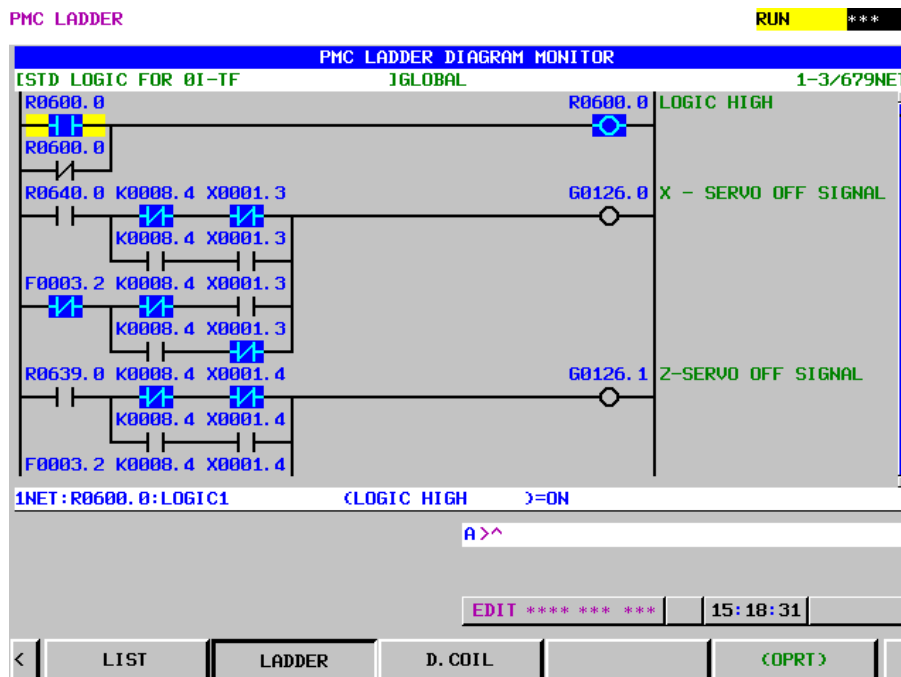 PMC LADDER RUN ***
PMC LADDER DIAGRAM MONITOR
[STD LOGIC FOR 0I-TF ]GLOBAL 1-3/679NET
R0600.0 R0600.0 LOGIC HIGH
R0600.0
R0640.0 K0008.4 X0001.3 G0126.0 X - SERVO OFF SIGNAL
K0008.4 X0001.3
F0003.2 K0008.4 X0001.3
K0008.4 X0001.3
R0639.0 K0008.4 X0001.4 G0126.1 Z-SERVO OFF SIGNAL
K0008.4 X0001.4
F0003.2 K0008.4 X0001.4
1NET:R0600.0:LOGIC1 (LOGIC HIGH )=ON
A>^
EDIT **** *** *** 15:18:31
< LIST LADDER D.COIL (OPRT)